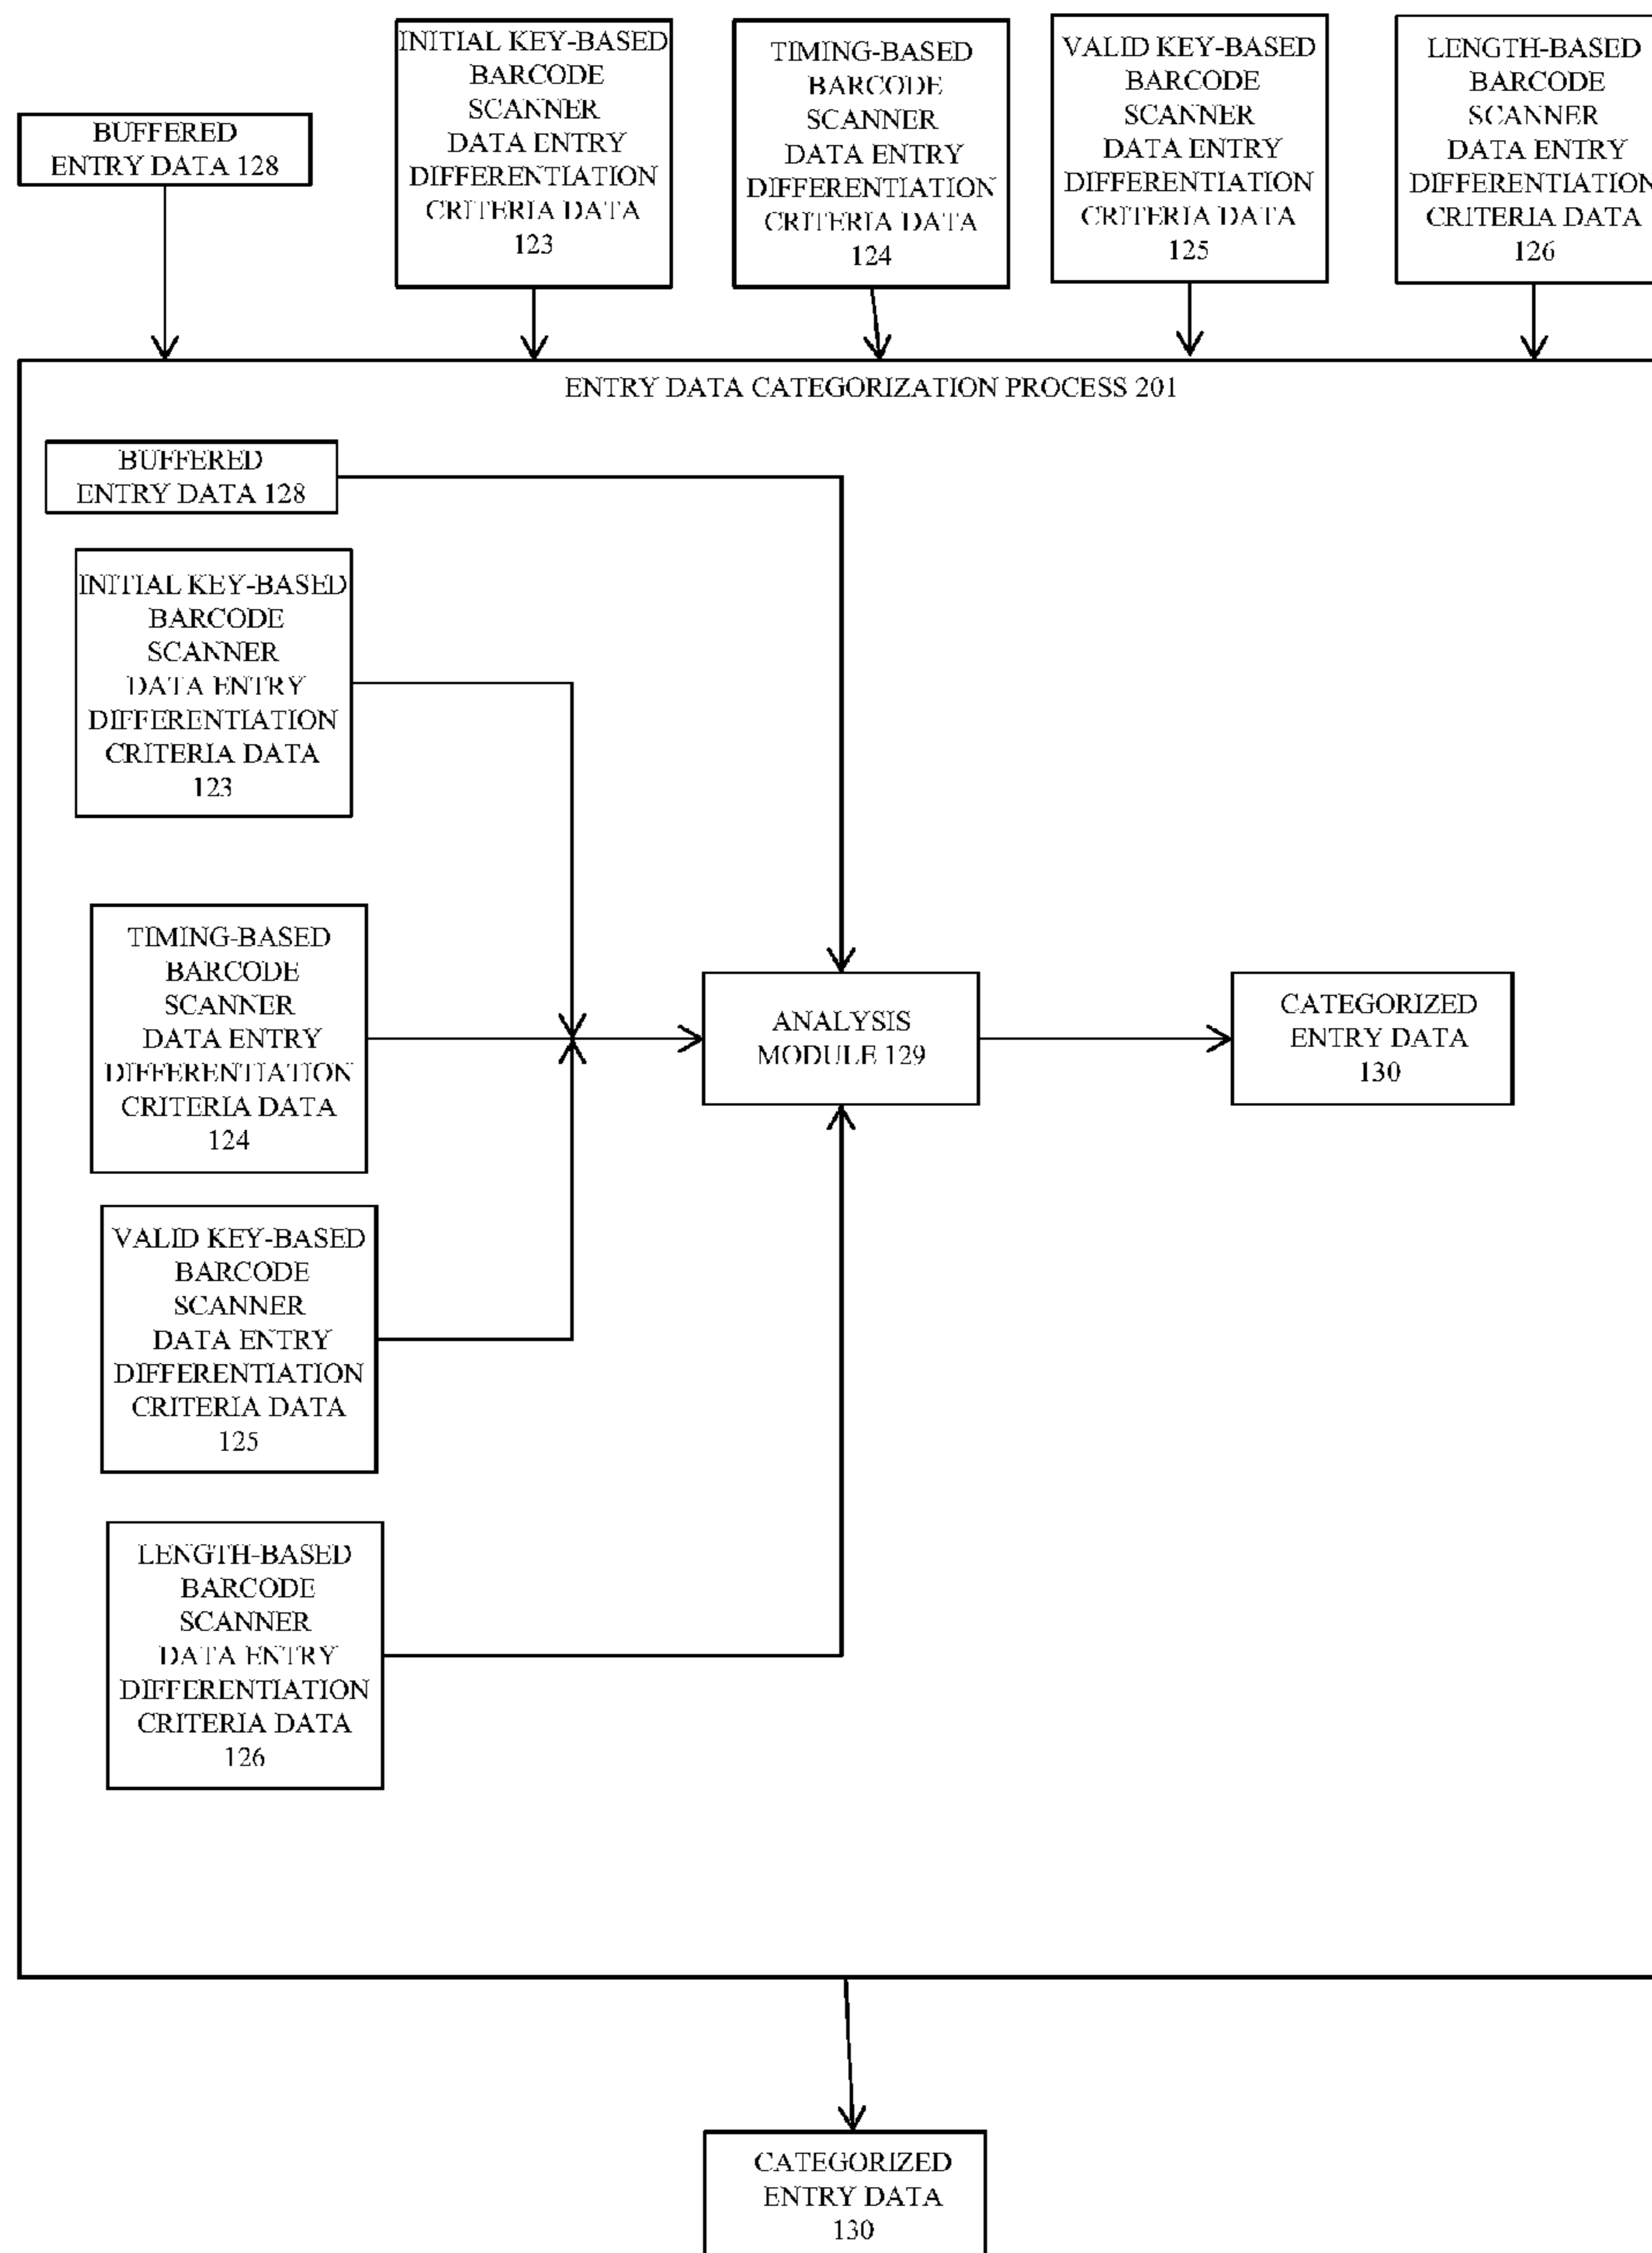 BUFFERED
ENTRY DATA 128
INITIAL KEY-BASED
BARCODE
SCANNER
DATA ENTRY
DIFFERENTIATION
CRITERIA DATA
123
TIMING-BASED
BARCODE
SCANNER
DATA ENTRY
DIFFERENTIATION
CRITERIA DATA
124
VALID KEY-BASED
BARCODE
SCANNER
DATA ENTRY
DIFFERENTIATION
CRITERIA DATA
125
LENGTH-BASED
BARCODE
SCANNER
DATA ENTRY
DIFFERENTIATION
CRITERIA DATA
126
ENTRY DATA CATEGORIZATION PROCESS 201
BUFFERED
ENTRY DATA 128
INITIAL KEY-BASED
BARCODE
SCANNER
DATA ENTRY
DIFFERENTIATION
CRITERIA DATA
123
TIMING-BASED
BARCODE
SCANNER
DATA ENTRY
DIFFERENTIATION
CRITERIA DATA
124
VALID KEY-BASED
BARCODE
SCANNER
DATA ENTRY
DIFFERENTIATION
CRITERIA DATA
125
LENGTH-BASED
BARCODE
SCANNER
DATA ENTRY
DIFFERENTIATION
CRITERIA DATA
126
ANALYSIS
MODULE 129
CATEGORIZED
ENTRY DATA
130
CATEGORIZED
ENTRY DATA
130